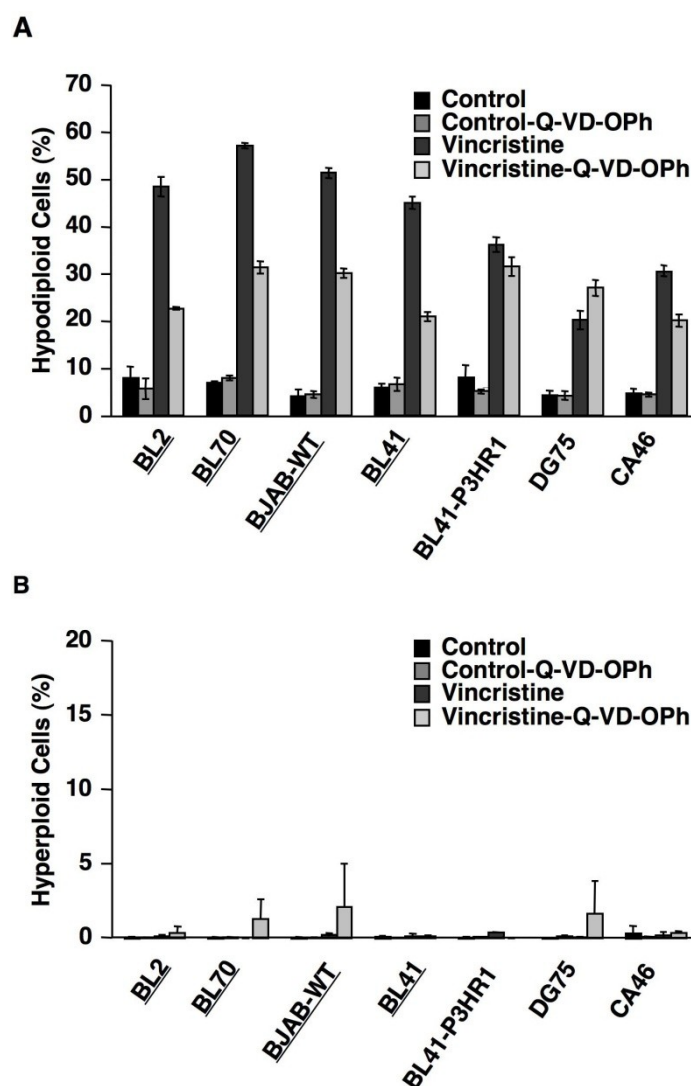 A
Hypodiploid Cells (%)
70
60
50
40
30
20
10
0
Control
Control-Q-VD-OPh
Vincristine
Vincristine-Q-VD-OPh
BL2
BL70
BJAB-WT
BL41
BL41-P3HR1
DG75
CA46
B
Hyperploid Cells (%)
20
15
10
5
0
Control
Control-Q-VD-OPh
Vincristine
Vincristine-Q-VD-OPh
BL2
BL70
BJAB-WT
BL41
BL41-P3HR1
DG75
CA46